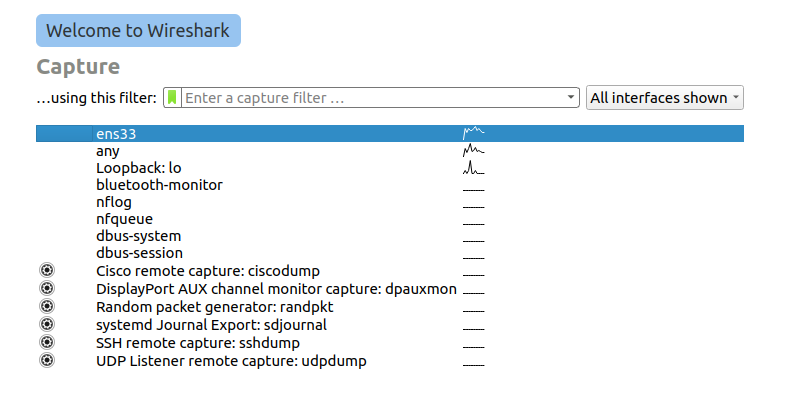 Welcome to Wireshark
Capture
...using this filter: Enter a capture filter ... All interfaces shown
ens33
any
Loopback: lo
bluetooth-monitor
nflog
nfqueue
dbus-system
dbus-session
Cisco remote capture: ciscodump
DisplayPort AUX channel monitor capture: dpauxmon
Random packet generator: randpkt
systemd Journal Export: sdjournal
SSH remote capture: sshdump
UDP Listener remote capture: udpdump